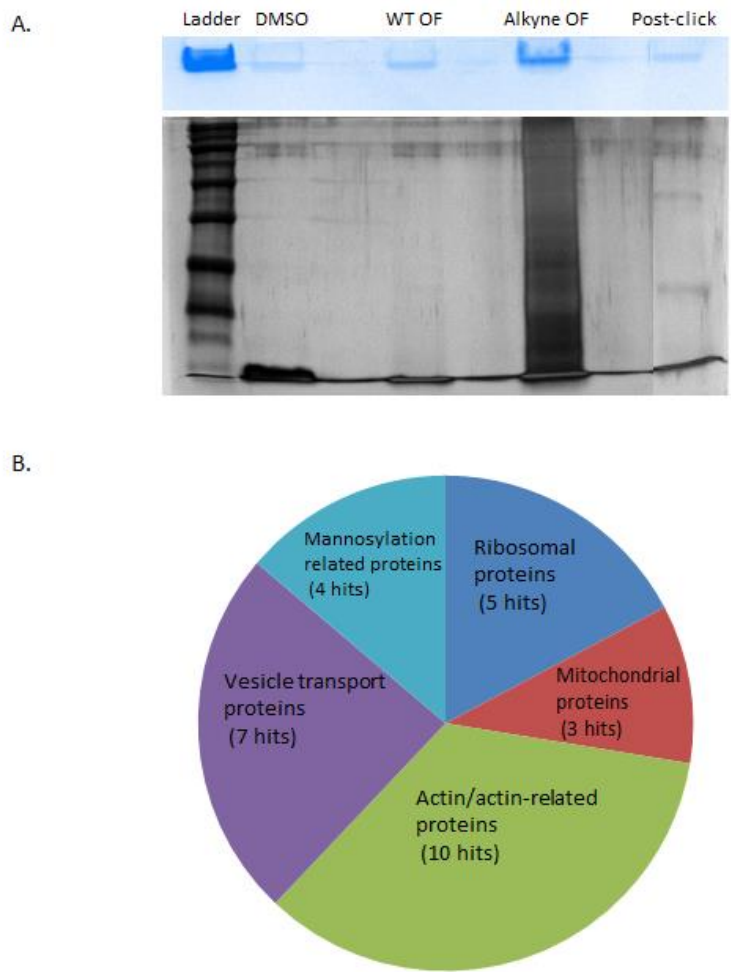 A.
Ladder DMSO WT OF Alkyne OF Post-click
B.
Mannosylation
related proteins
(4 hits)
Ribosomal
proteins
(5 hits)
Mitochondrial
proteins
(3 hits)
Vesicle transport
proteins
(7 hits)
Actin/actin-related
proteins
(10 hits)